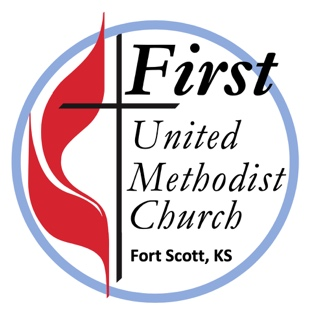 First
United
Methodist
Church
Fort Scott, KS